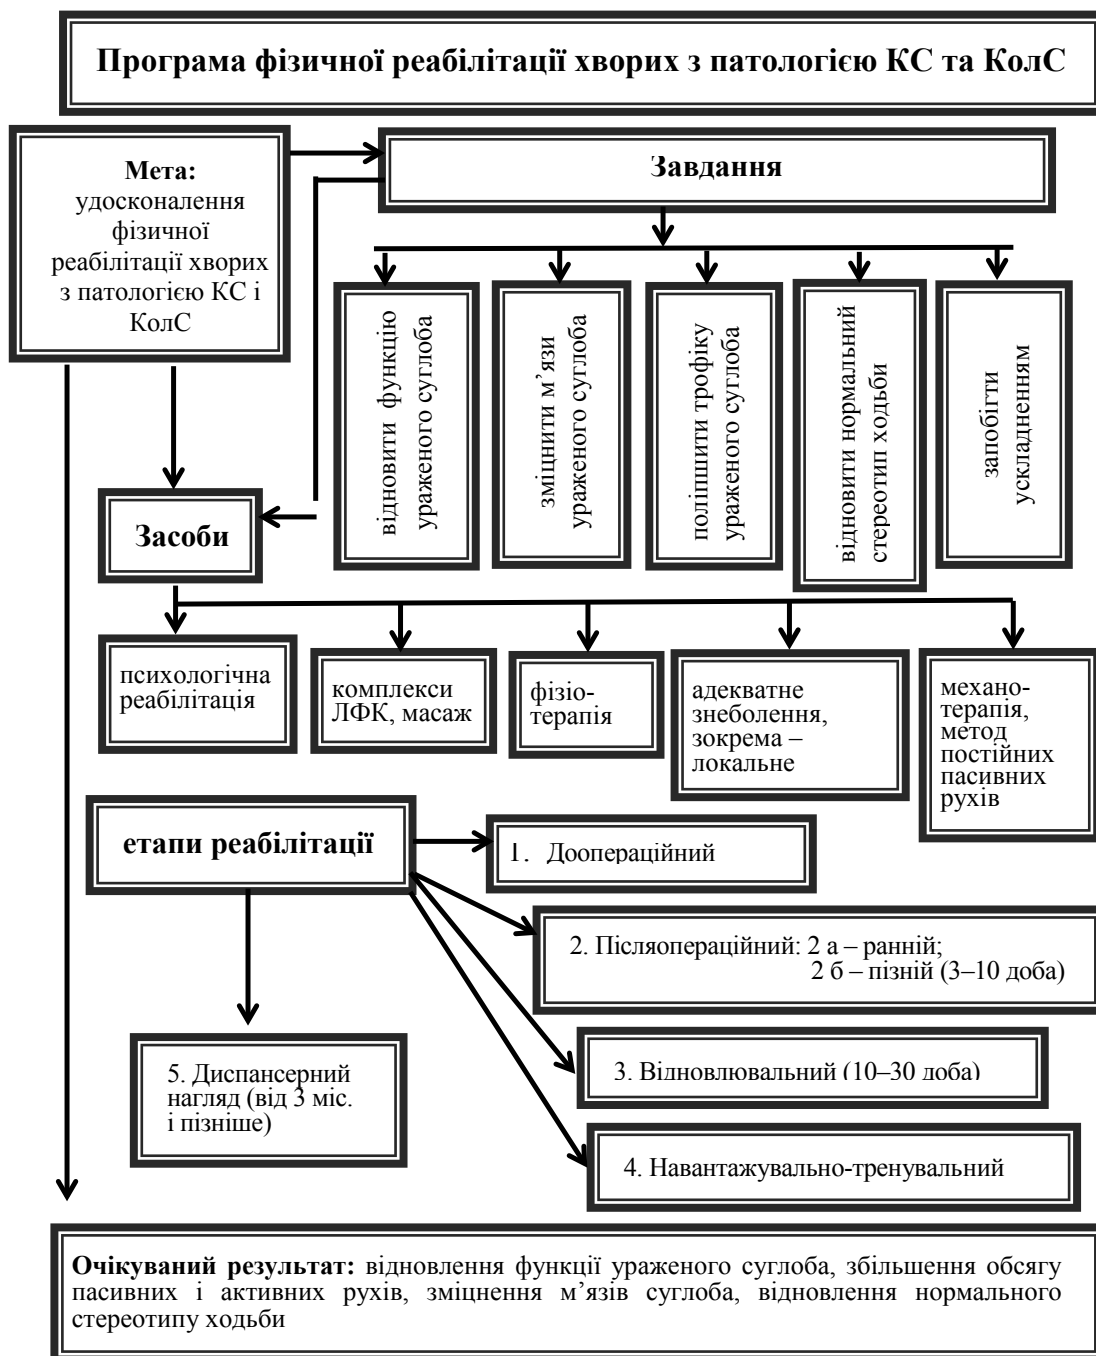 Програма фізичної реабілітації хворих з патологією КС та КолС
Мета:
удосконалення
фізичної
реабілітації хворих
з патологією КС і
КолС
Завдання
відновити функцію
ураженого суглоба
зміцнити м’язи
ураженого суглоба
поліпшити трофіку
ураженого суглоба
відновити нормальний
стереотип ходьби
запобігти
ускладненням
Засоби
психологічна
реабілітація
комплекси
ЛФК, масаж
фізіо-
терапія
адекватне
знеболення,
зокрема –
локальне
механо-
терапія,
метод
постійних
пасивних
рухів
етапи реабілітації
1. Доопераційний
2. Післяопераційний: 2 а – ранній;
2 б – пізній (3–10 доба)
3. Відновлювальний (10–30 доба)
4. Навантажувально-тренувальний
5. Диспансерний
нагляд (від 3 міс.
і пізніше)
Очікуваний результат: відновлення функції ураженого суглоба, збільшення обсягу
пасивних і активних рухів, зміцнення м’язів суглоба, відновлення нормального
стереотипу ходьби